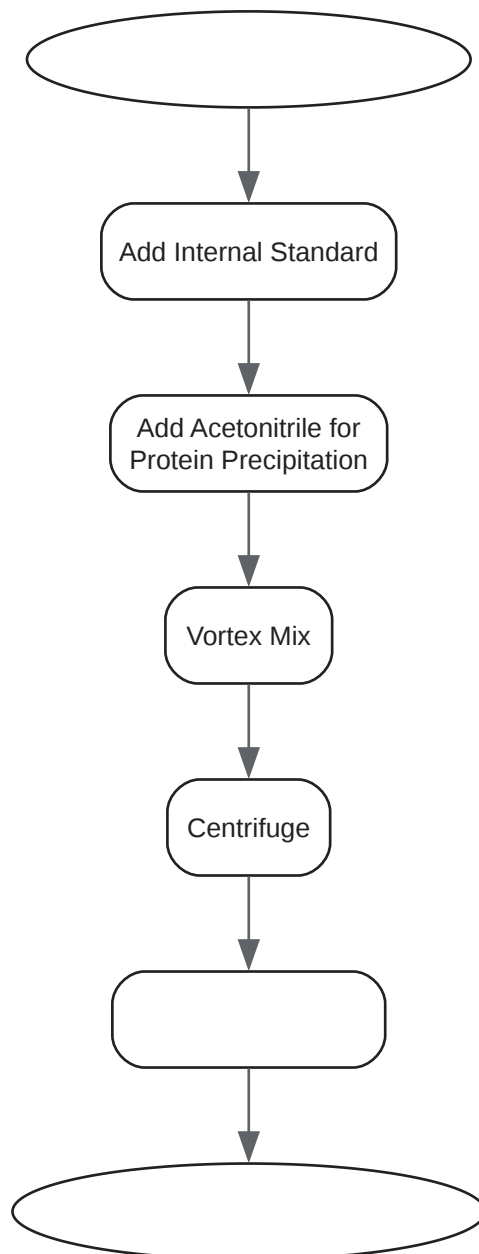 Add Internal Standard
Add Acetonitrile for
Protein Precipitation
Vortex Mix
Centrifuge